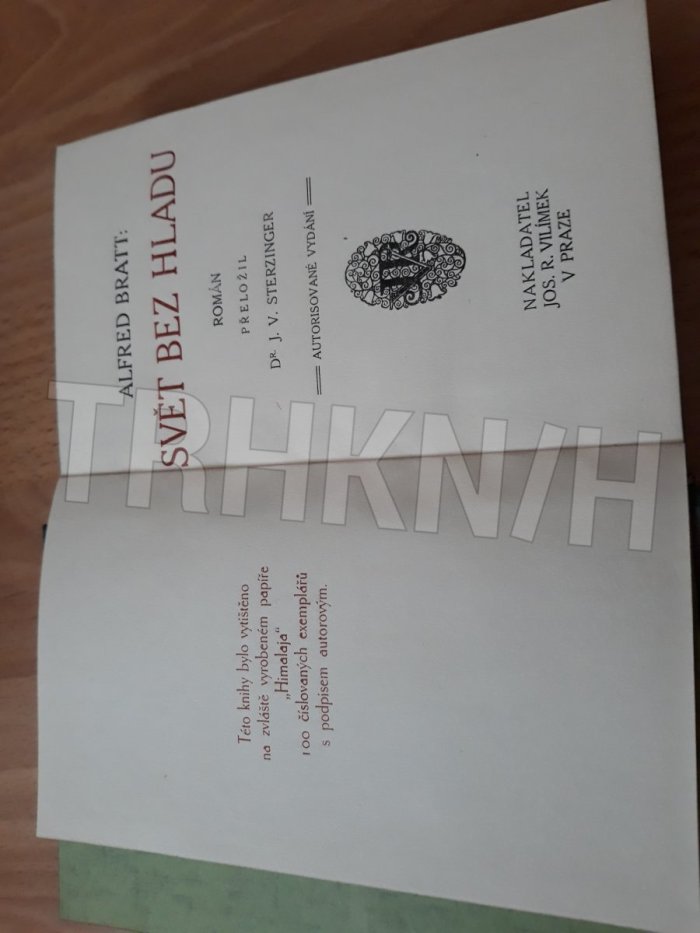 Této knihy bylo vytištěno
na zvláště vyrobeném papíře
„Himalaja“
100 číslovaných exemplářů
s podpisem autorovým.
ALFRED BRATT:
SVĚT BEZ HLADU
ROMÁN
PŘELOŽIL
DR. J. V. STERZINGER
AUTORISOVANÉ VYDÁNÍ
NAKLADATEL
JOS. R. VILÍMEK
V PRAZE
TRHKN/H